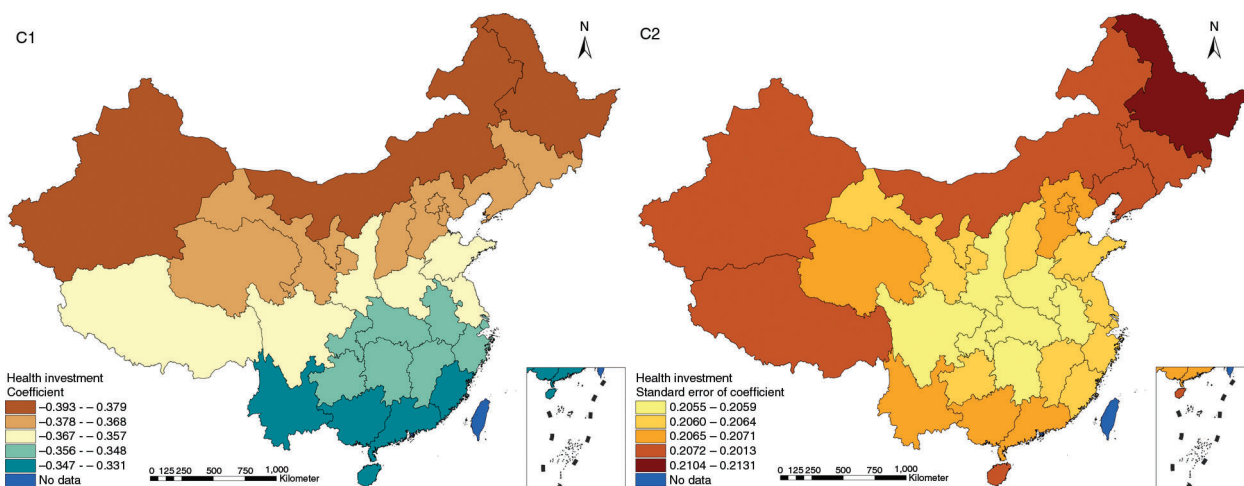 C1
N
Health investment
Coefficient
−0.393 - − 0.379
−0.378 - − 0.368
−0.367 - − 0.357
−0.356 - − 0.348
−0.347 - − 0.331
No data
0 125 250 500 750 1,000
Kilometer
C2
N
Health investment
Standard error of coefficient
0.2055 − 0.2059
0.2060 − 0.2064
0.2065 − 0.2071
0.2072 − 0.2013
0.2104 − 0.2131
No data
0 125 250 500 750 1,000
Kilometer